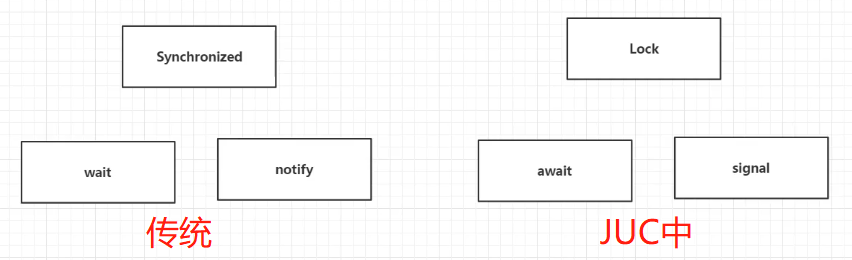 Synchronized
Lock
wait
notify
await
signal
传统
JUC中